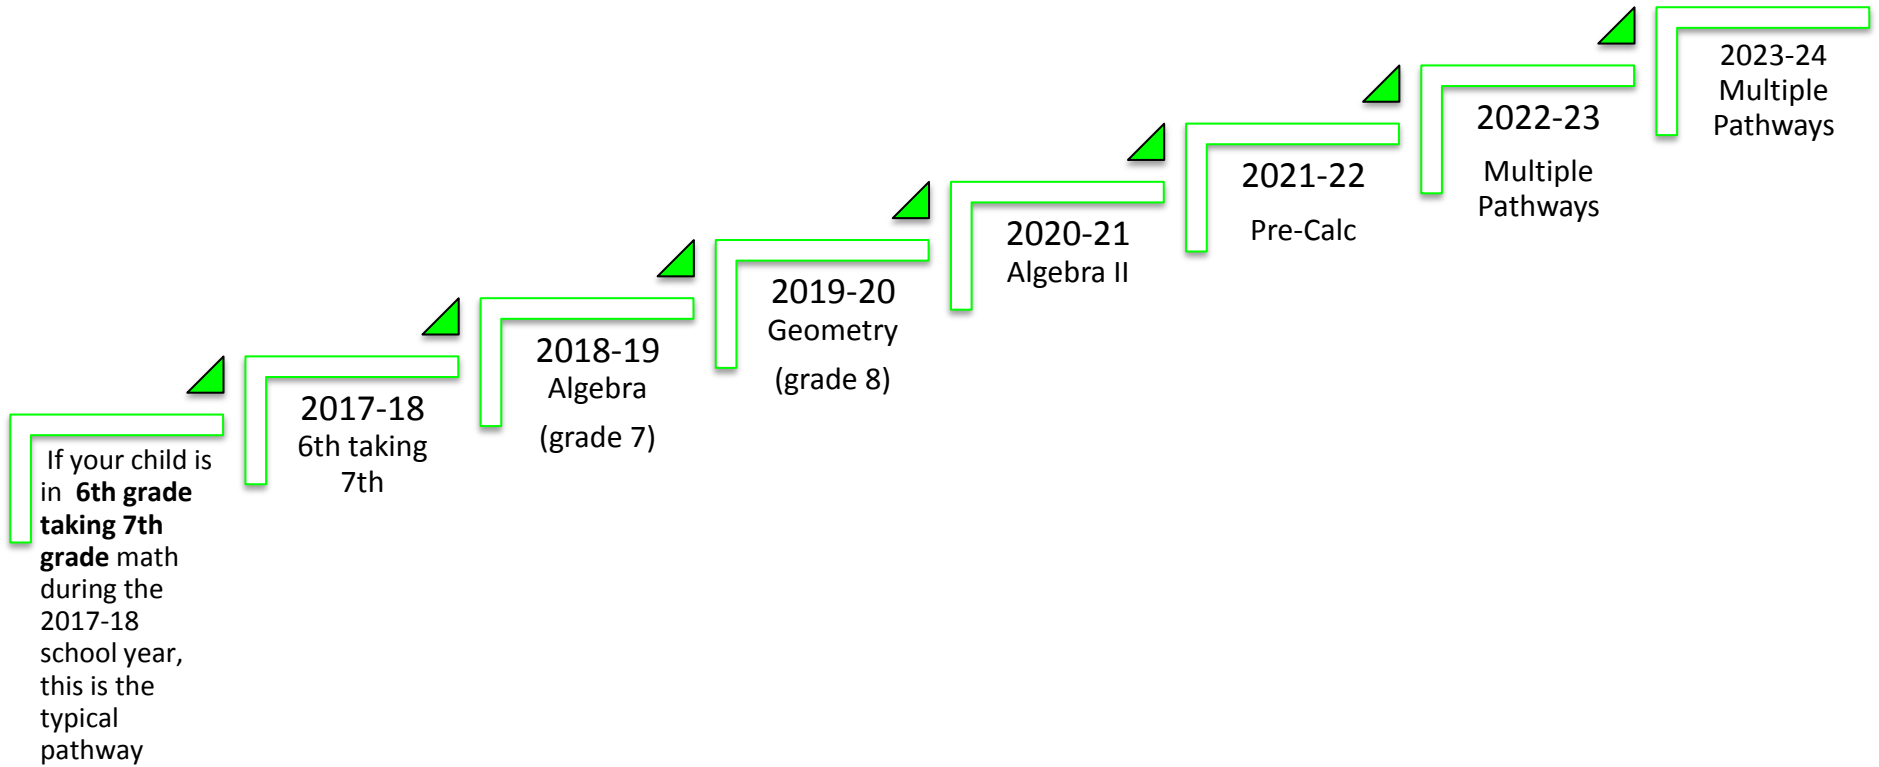 If your child is
in 6th grade
taking 7th
grade math
during the
2017-18
school year,
this is the
typical
pathway
2017-18
6th taking
7th
2018-19
Algebra
(grade 7)
2019-20
Geometry
(grade 8)
2020-21
Algebra II
2021-22
Pre-Calc
2022-23
Multiple
Pathways
2023-24
Multiple
Pathways